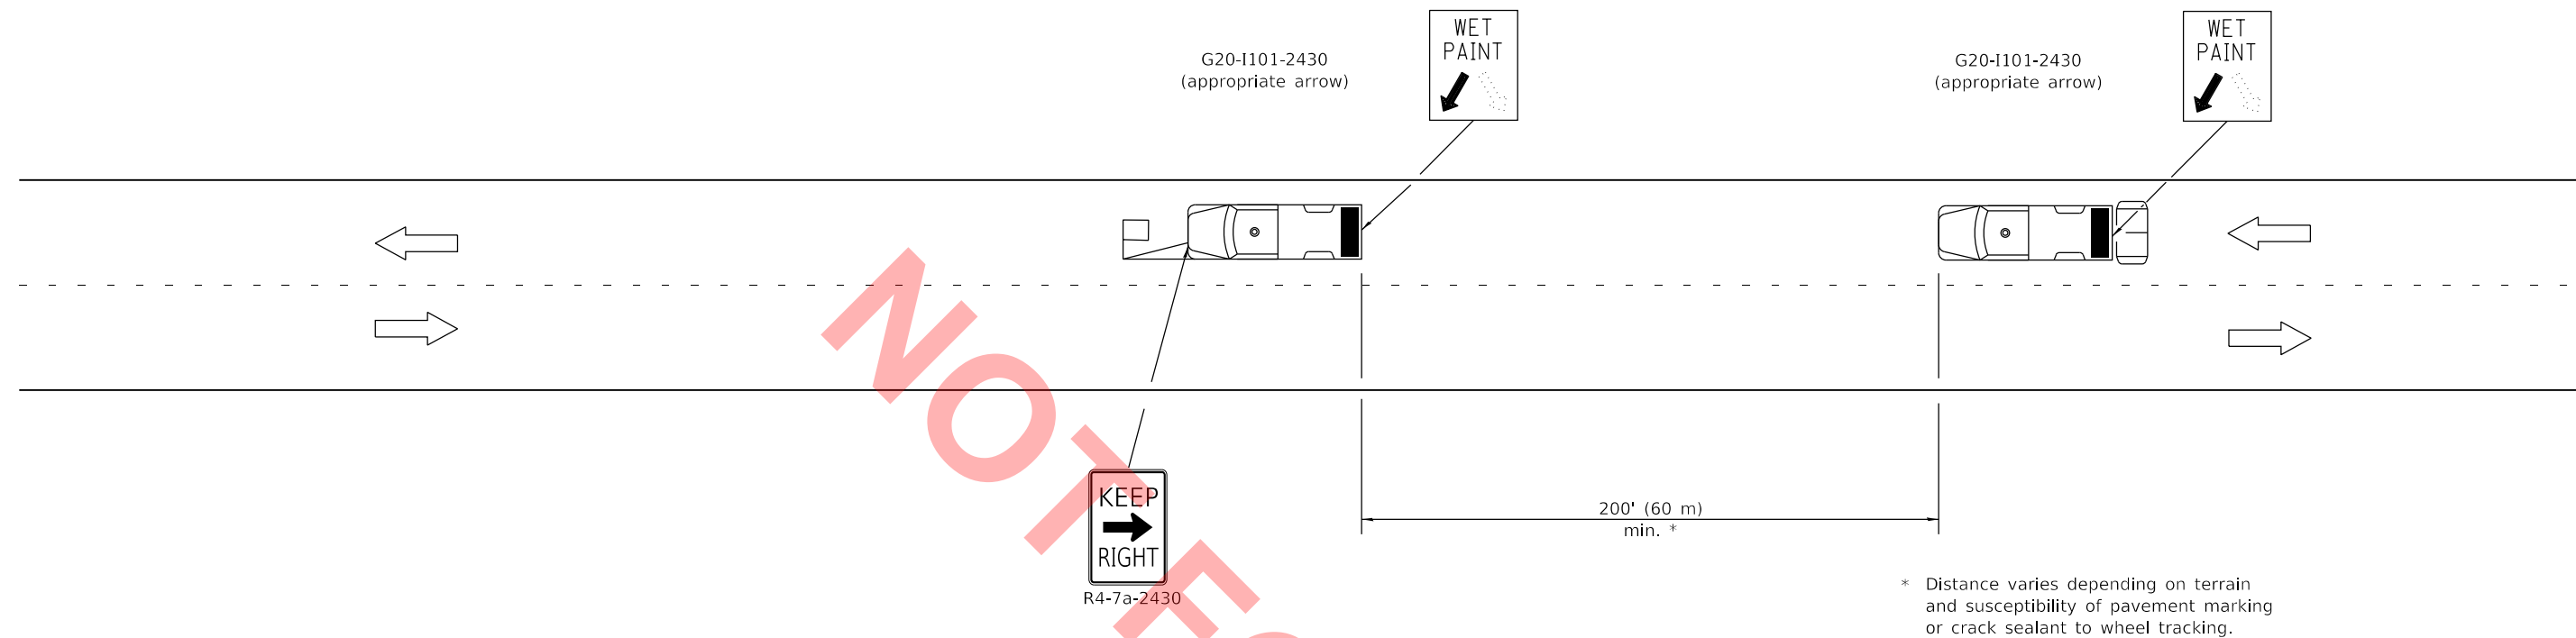 G20-I101-2430
(appropriate arrow)
WET
PAINT
G20-I101-2430
(appropriate arrow)
WET
PAINT
KEEP
RIGHT
R4-7a-2430
200' (60 m)
min. *
* Distance varies depending on terrain
and susceptibility of pavement marking
or crack sealant to wheel tracking.
NOT